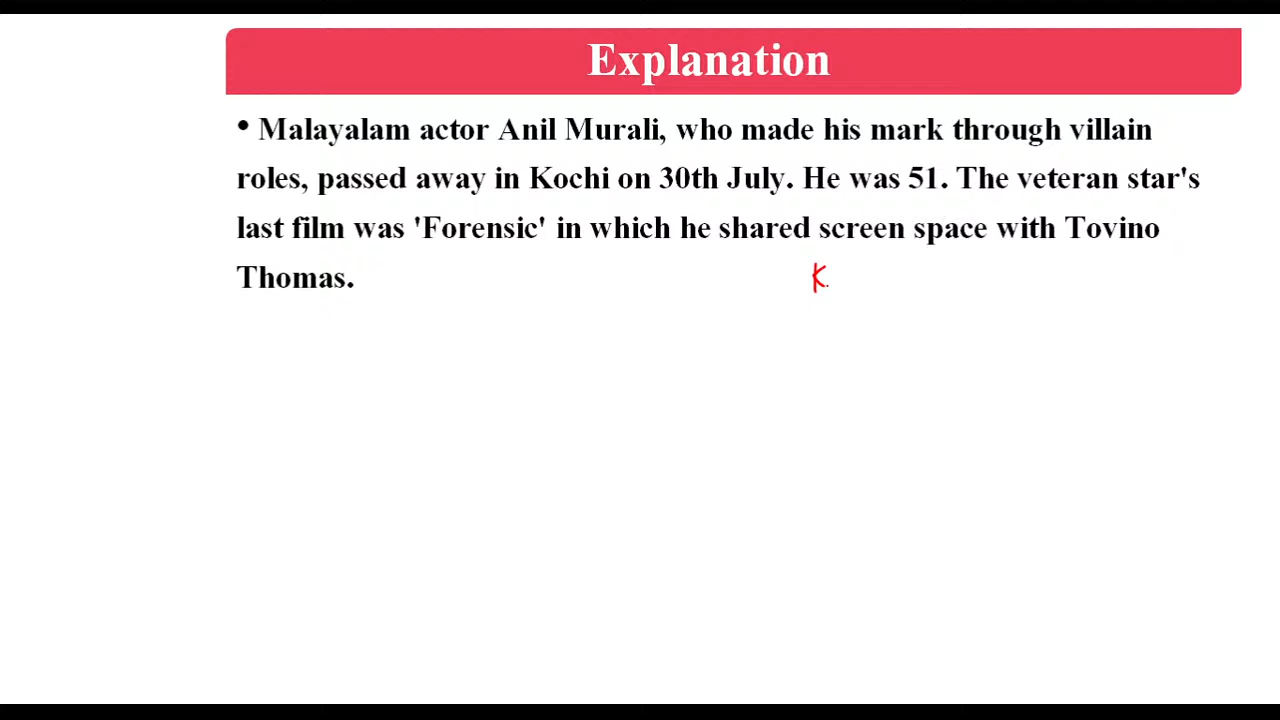 Explanation
• Malayalam actor Anil Murali, who made his mark through villain
roles, passed away in Kochi on 30th July. He was 51. The veteran star's
last film was 'Forensic' in which he shared screen space with Tovino
Thomas.
K